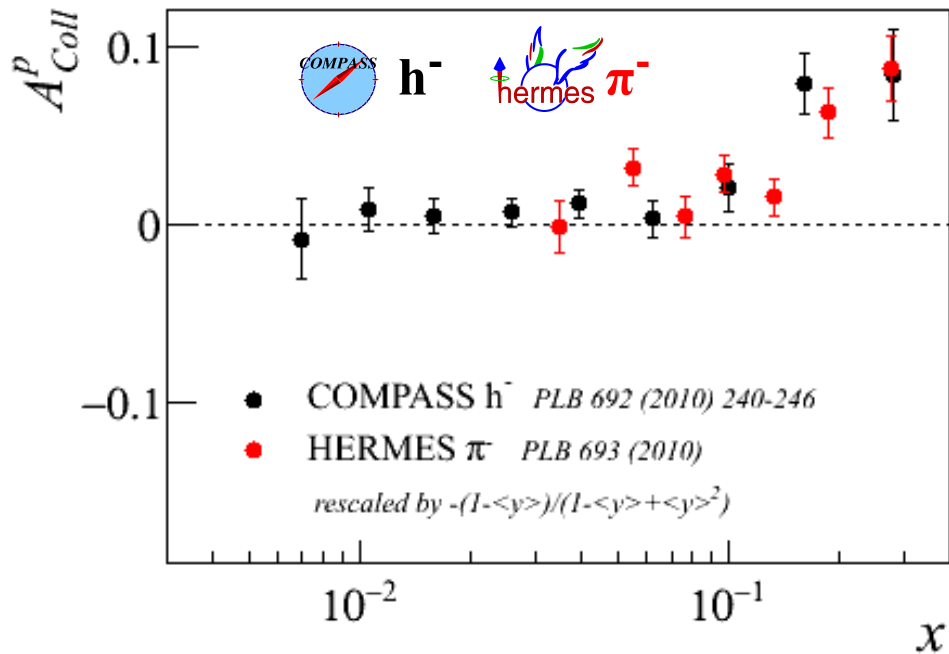 A^p_Coll
0.1
COMPASS h⁻
hermes π⁻
0
−0.1
COMPASS h⁻ PLB 692 (2010) 240-246
HERMES π⁻ PLB 693 (2010)
rescaled by -(1-<y>)/(1-<y>+<y>²)
10⁻² 10⁻¹
x